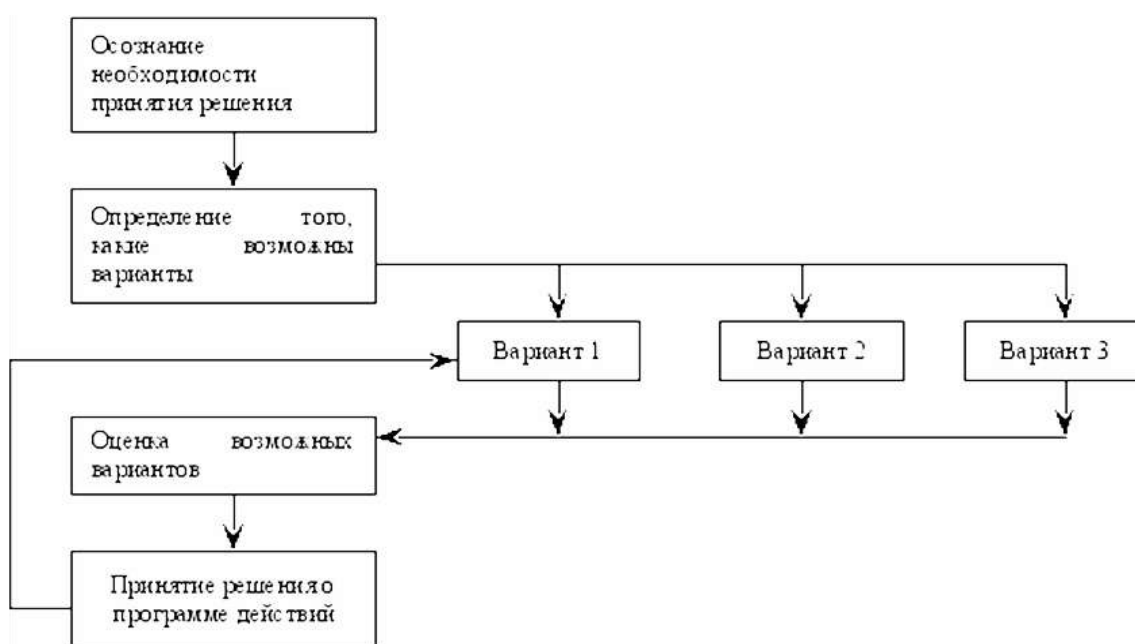 Осознание
необходимости
принятия решения
Определение того,
какие возможны
варианты
Вариант 1
Вариант 2
Вариант 3
Оценка возможных
вариантов
Принятие решения о
программе действий